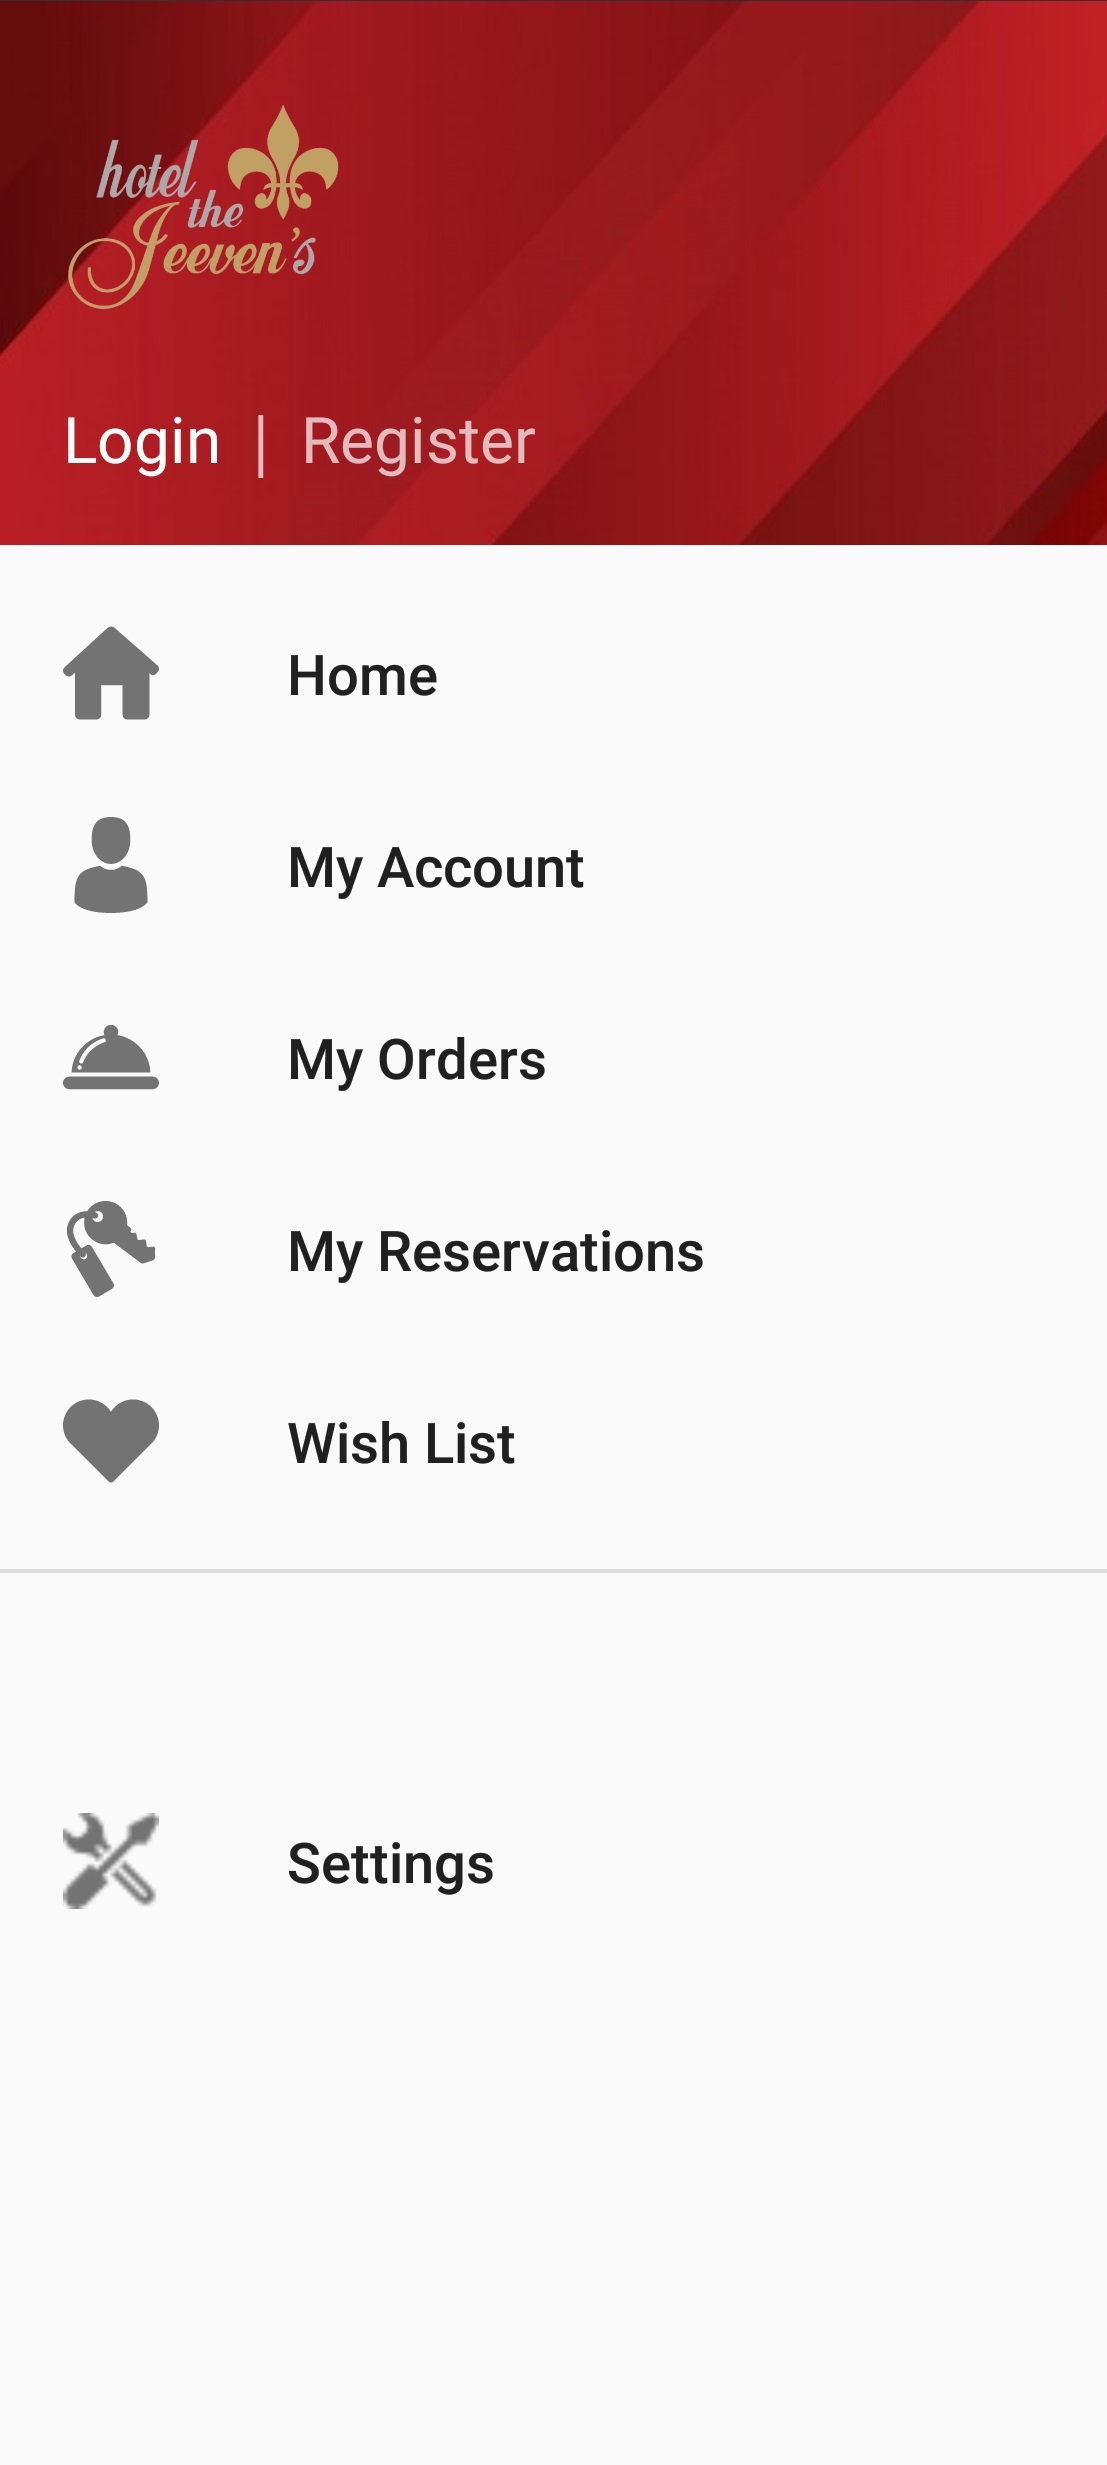 hotel
the
Jeeven's
Login | Register
Home
My Account
My Orders
My Reservations
Wish List
Settings